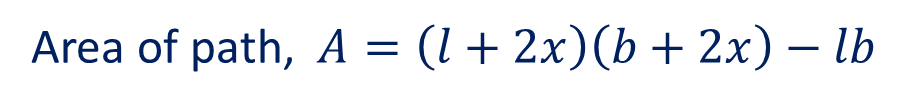 Area of path, A = (l + 2x)(b + 2x) − lb